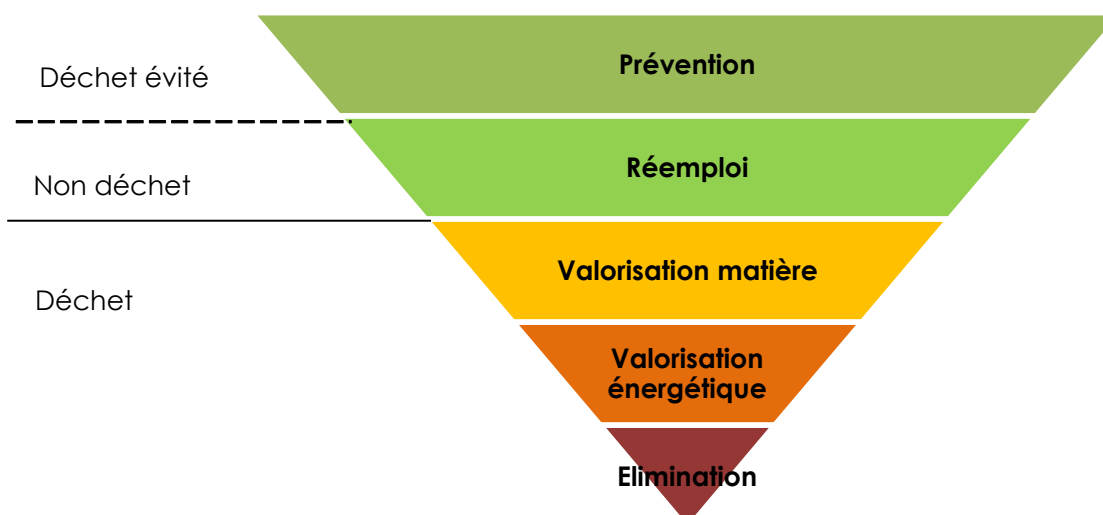 Prévention
Déchet évité
Réemploi
Non déchet
Valorisation matière
Déchet
Valorisation
énergétique
Elimination